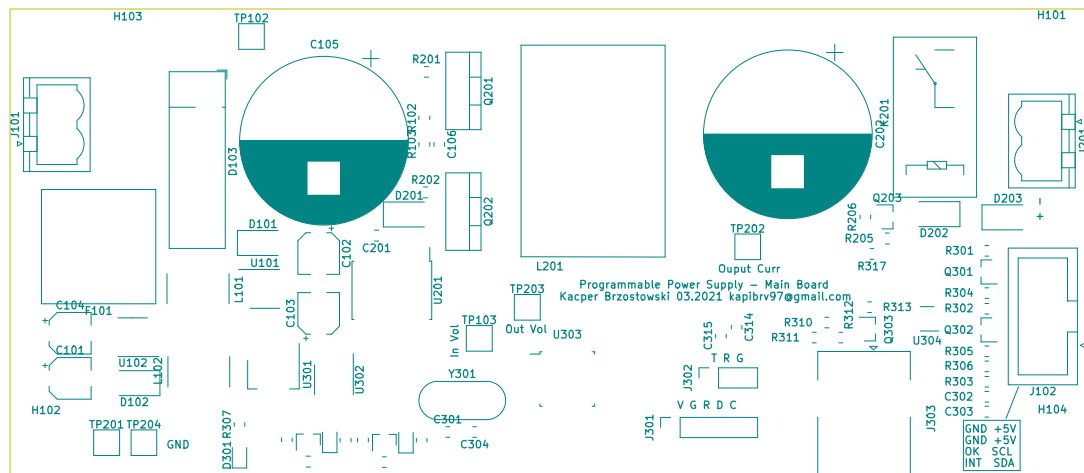 H103
H101
TP102
C105
R201
Q201
J101
R102
K201
C202
J201
R103
C106
D103
R202
D201
Q202
Q203
D203
R206
- +
D101
C102
C201
TP202
R205
D202
R301
U101
Ouput Curr
R317
Q301
L201
L101
U201
Programmable Power Supply – Main Board
Kacper Brzostowski 03.2021 kapibrv97@gmail.com
TP203
R304
C104
F101
C103
R302
R313
R312
R310
TP103
Out Vol
In Vol
U303
C315
C314
R311
Q303
U304
Q302
C101
U102
L102
U301
U302
T R G
R305
R306
Y301
J302
R303
D102
J102
H102
H104
C302
V G R D C
C303
TP201
TP204
R307
C301
J301
J303
GND
C304
D301
GND +5V
GND +5V
OK SCL
INT SDA